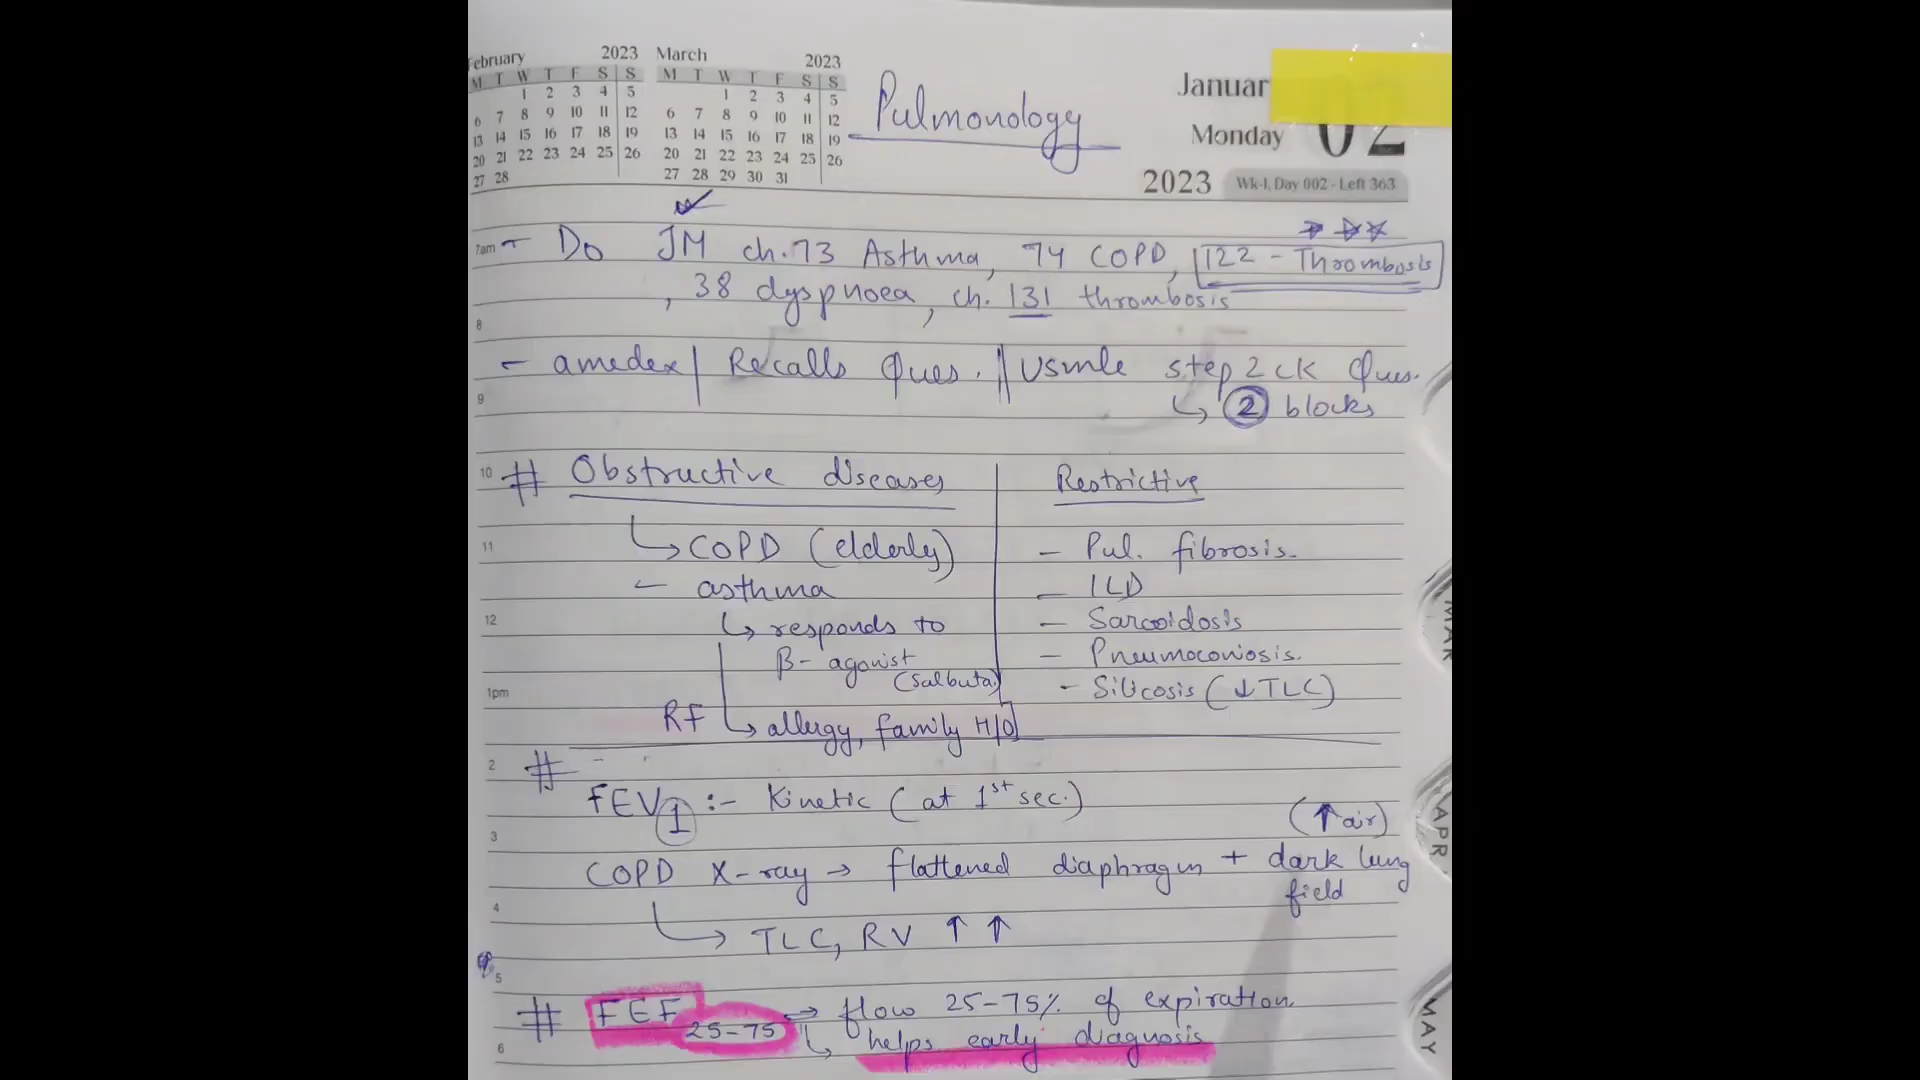 February 2023 March 2023
M T W T F S S M T W T F S S
1 2 3 4 5 1 2 3 4 5
6 7 8 9 10 11 12 6 7 8 9 10 11 12
13 14 15 16 17 18 19 13 14 15 16 17 18 19
20 21 22 23 24 25 26 20 21 22 23 24 25 26
27 28 27 28 29 30 31
Pulmonology
Januar
Monday 02
2023 Wk-1, Day 002 - Left 363
7am - Do JM ch.73 Asthma, 74 COPD, 122 - Thrombosis
, 38 dyspnoea, ch. 131 thrombosis
8
- amedex | Recalls Ques. || Usmle step 2 ck Ques.
9 ↳ 2 blocks
10 # Obstructive diseases Restrictive
11 ↳ COPD (elderly) - Pul. fibrosis.
- asthma - ILD
12 ↳ responds to - Sarcoidosis
β- agonist - Pneumoconiosis.
(Salbuta)
1pm - Silicosis (↓TLC)
RF ↳ allergy, family H/O
2 #
FEV1 :- Kinetic (at 1st sec.)
3 (↑ air)
COPD X-ray → flattened diaphragm + dark lung
field
4
↳ TLC, RV ↑ ↑
5
# FEF 25-75 → flow 25-75% of expiration
6 ↳ helps early diagnosis
MAR
APR
MAY